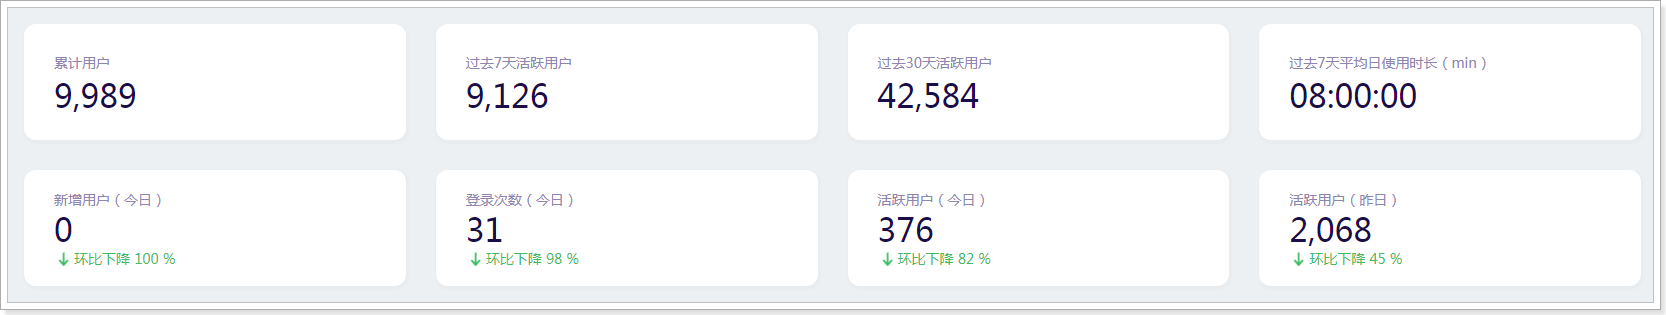 累计用户
9,989
过去7天活跃用户
9,126
过去30天活跃用户
42,584
过去7天平均日使用时长（min）
08:00:00
新增用户（今日）
0
环比下降 100 %
登录次数（今日）
31
环比下降 98 %
活跃用户（今日）
376
环比下降 82 %
活跃用户（昨日）
2,068
环比下降 45 %